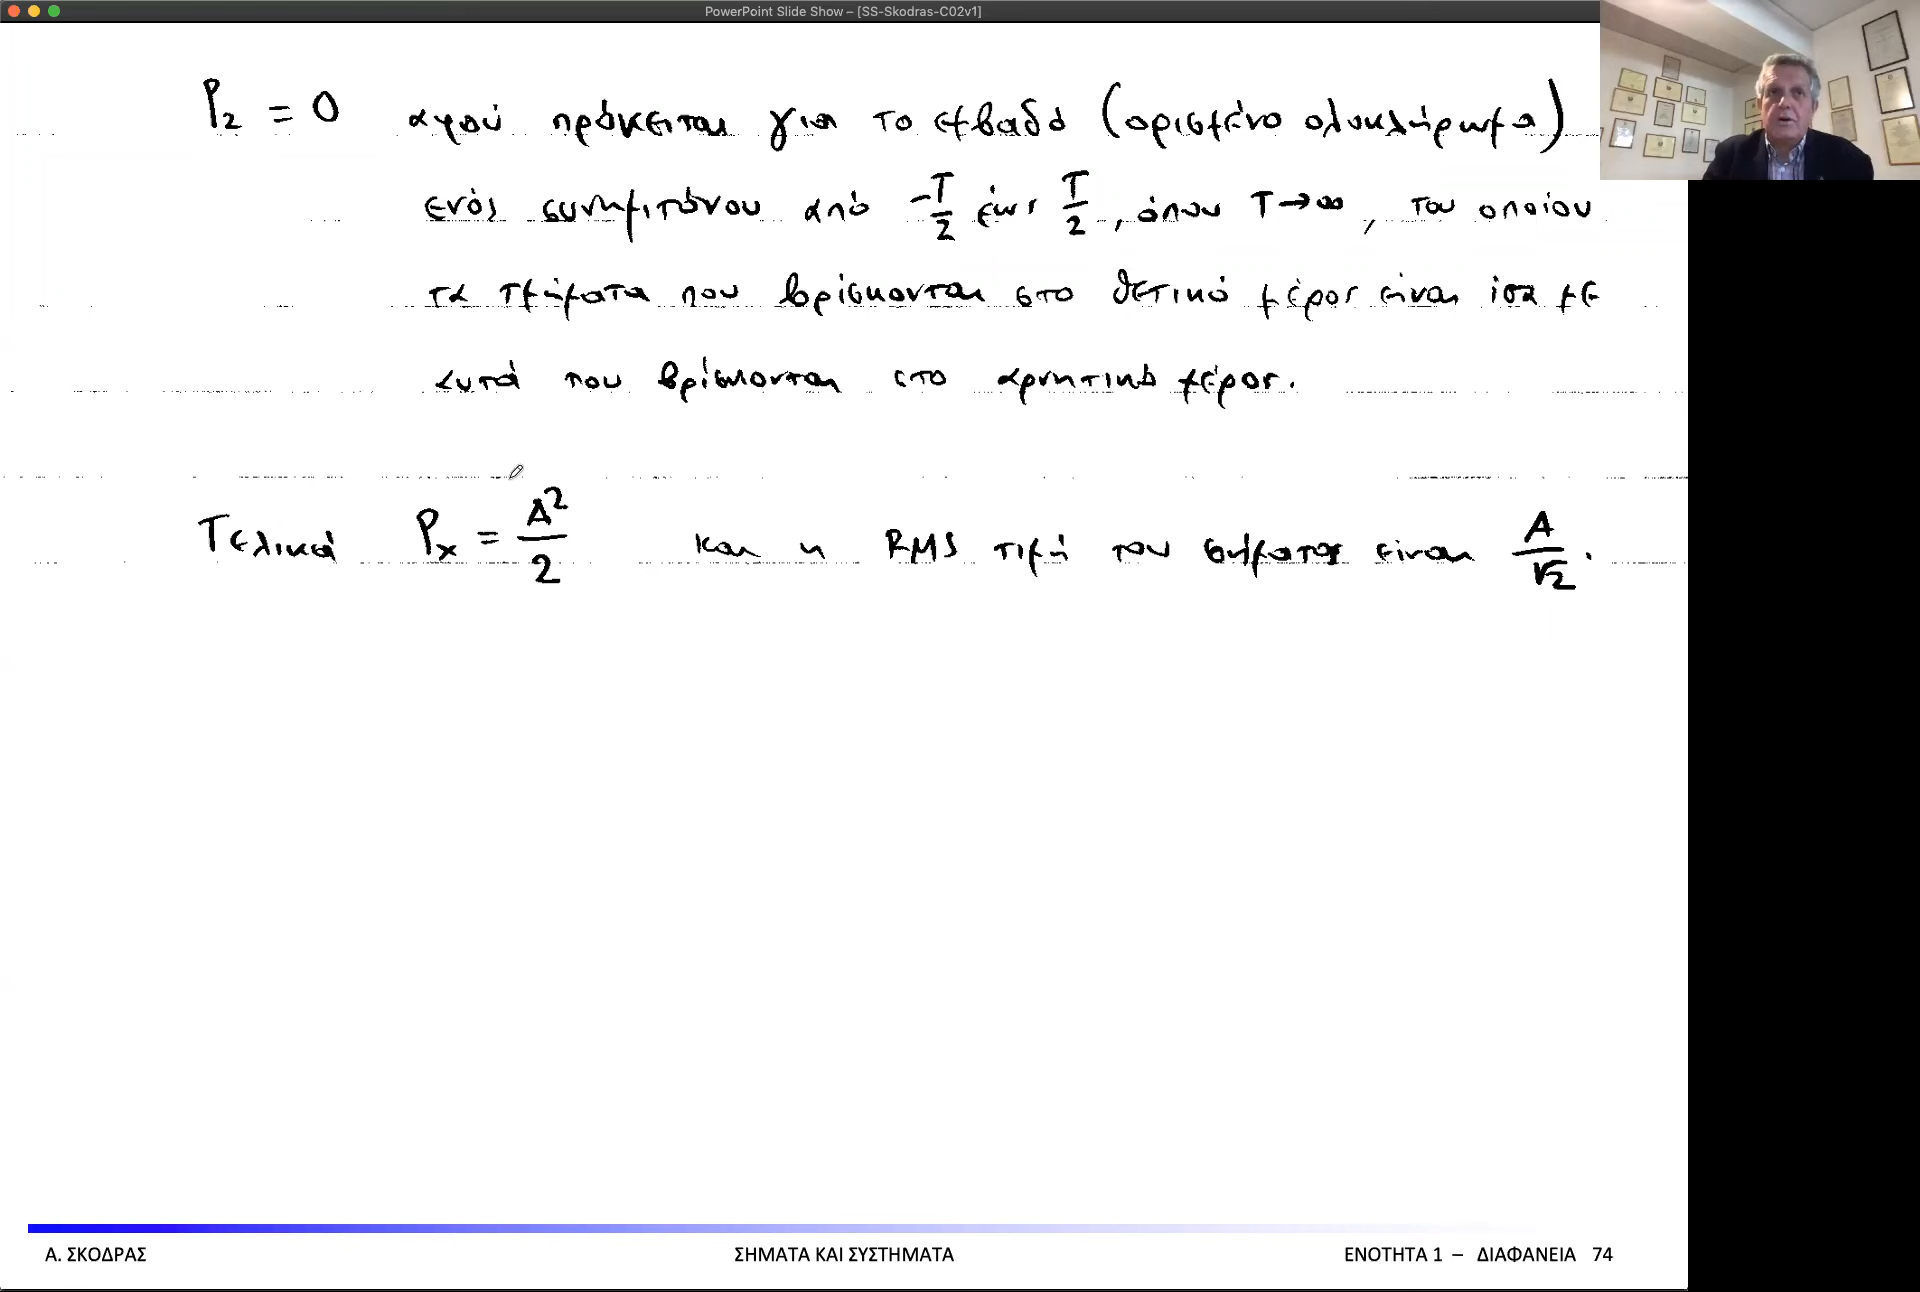 PowerPoint Slide Show – [SS-Skodras-C02v1]
P₂ = 0 αφού πρόκειται για το εμβαδό (ορισμένο ολοκλήρωμα)
ενός συνημιτόνου από -T/2 έως T/2, όπου T→∞, του οποίου
τα τμήματα που βρίσκονται στο θετικό μέρος είναι ίσα με
αυτά που βρίσκονται στο αρνητικό μέρος.
Τελικά Pₓ = A²/2 και η RMS τιμή του σήματος είναι A/√2.
Α. ΣΚΟΔΡΑΣ
ΣΗΜΑΤΑ ΚΑΙ ΣΥΣΤΗΜΑΤΑ
ΕΝΟΤΗΤΑ 1 – ΔΙΑΦΑΝΕΙΑ 74